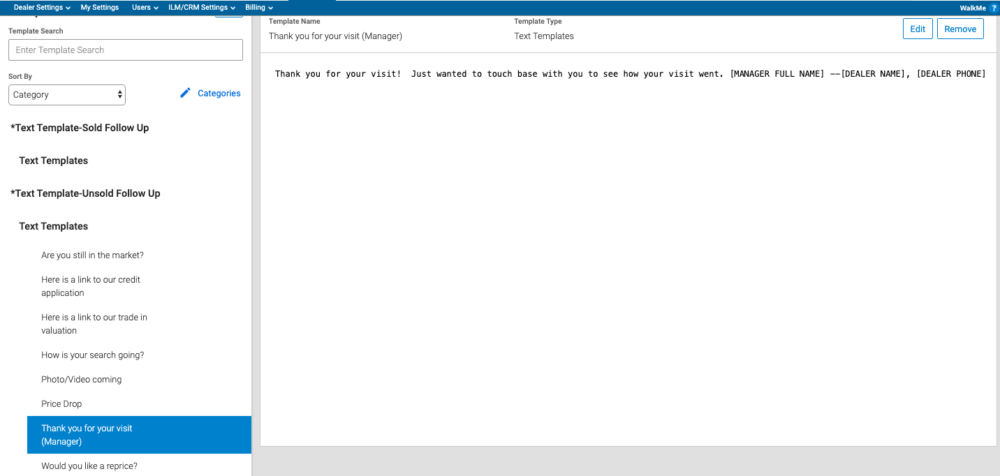 Dealer Settings My Settings Users ILM/CRM Settings Billing WalkMe ?
Template Search
Enter Template Search
Sort By
Category Categories
*Text Template-Sold Follow Up
Text Templates
*Text Template-Unsold Follow Up
Text Templates
Are you still in the market?
Here is a link to our credit
application
Here is a link to our trade in
valuation
How is your search going?
Photo/Video coming
Price Drop
Thank you for your visit
(Manager)
Would you like a reprice?
Template Name Template Type
Thank you for your visit (Manager) Text Templates Edit Remove
Thank you for your visit!  Just wanted to touch base with you to see how your visit went. [MANAGER FULL NAME] --[DEALER NAME], [DEALER PHONE]